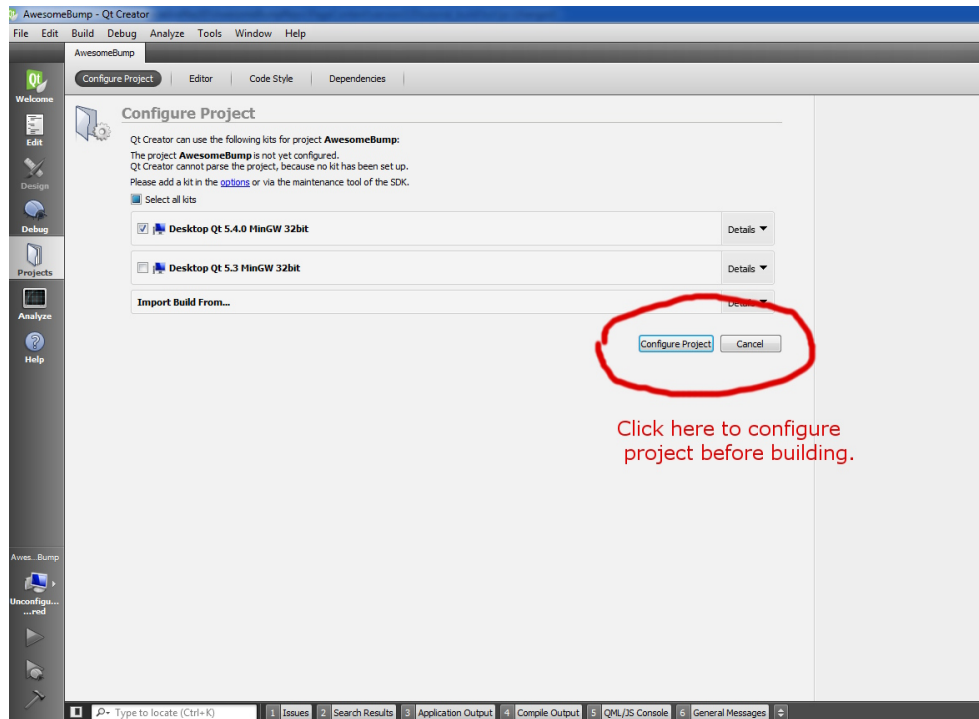 AwesomeBump - Qt Creator
File Edit Build Debug Analyze Tools Window Help
AwesomeBump
Configure Project Editor Code Style Dependencies
Welcome
Edit
Design
Debug
Projects
Analyze
Help
Configure Project
Qt Creator can use the following kits for project AwesomeBump:
The project AwesomeBump is not yet configured.
Qt Creator cannot parse the project, because no kit has been set up.
Please add a kit in the options or via the maintenance tool of the SDK.
Select all kits
Desktop Qt 5.4.0 MinGW 32bit Details
Desktop Qt 5.3 MinGW 32bit Details
Import Build From... Details
Configure Project Cancel
Click here to configure
project before building.
Awes...Bump
Unconfigu...
...red
Type to locate (Ctrl+K) 1 Issues 2 Search Results 3 Application Output 4 Compile Output 5 QML/JS Console 6 General Messages